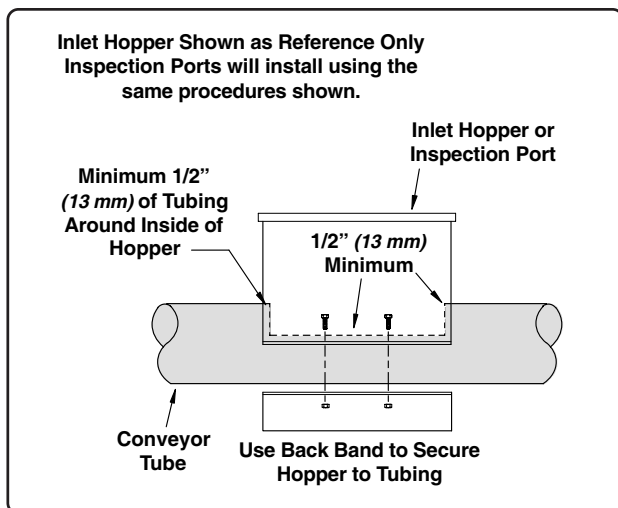 Inlet Hopper Shown as Reference Only
Inspection Ports will install using the
same procedures shown.
Inlet Hopper or
Inspection Port
Minimum 1/2”
(13 mm) of Tubing
Around Inside of
Hopper
1/2” (13 mm)
Minimum
Conveyor
Tube
Use Back Band to Secure
Hopper to Tubing